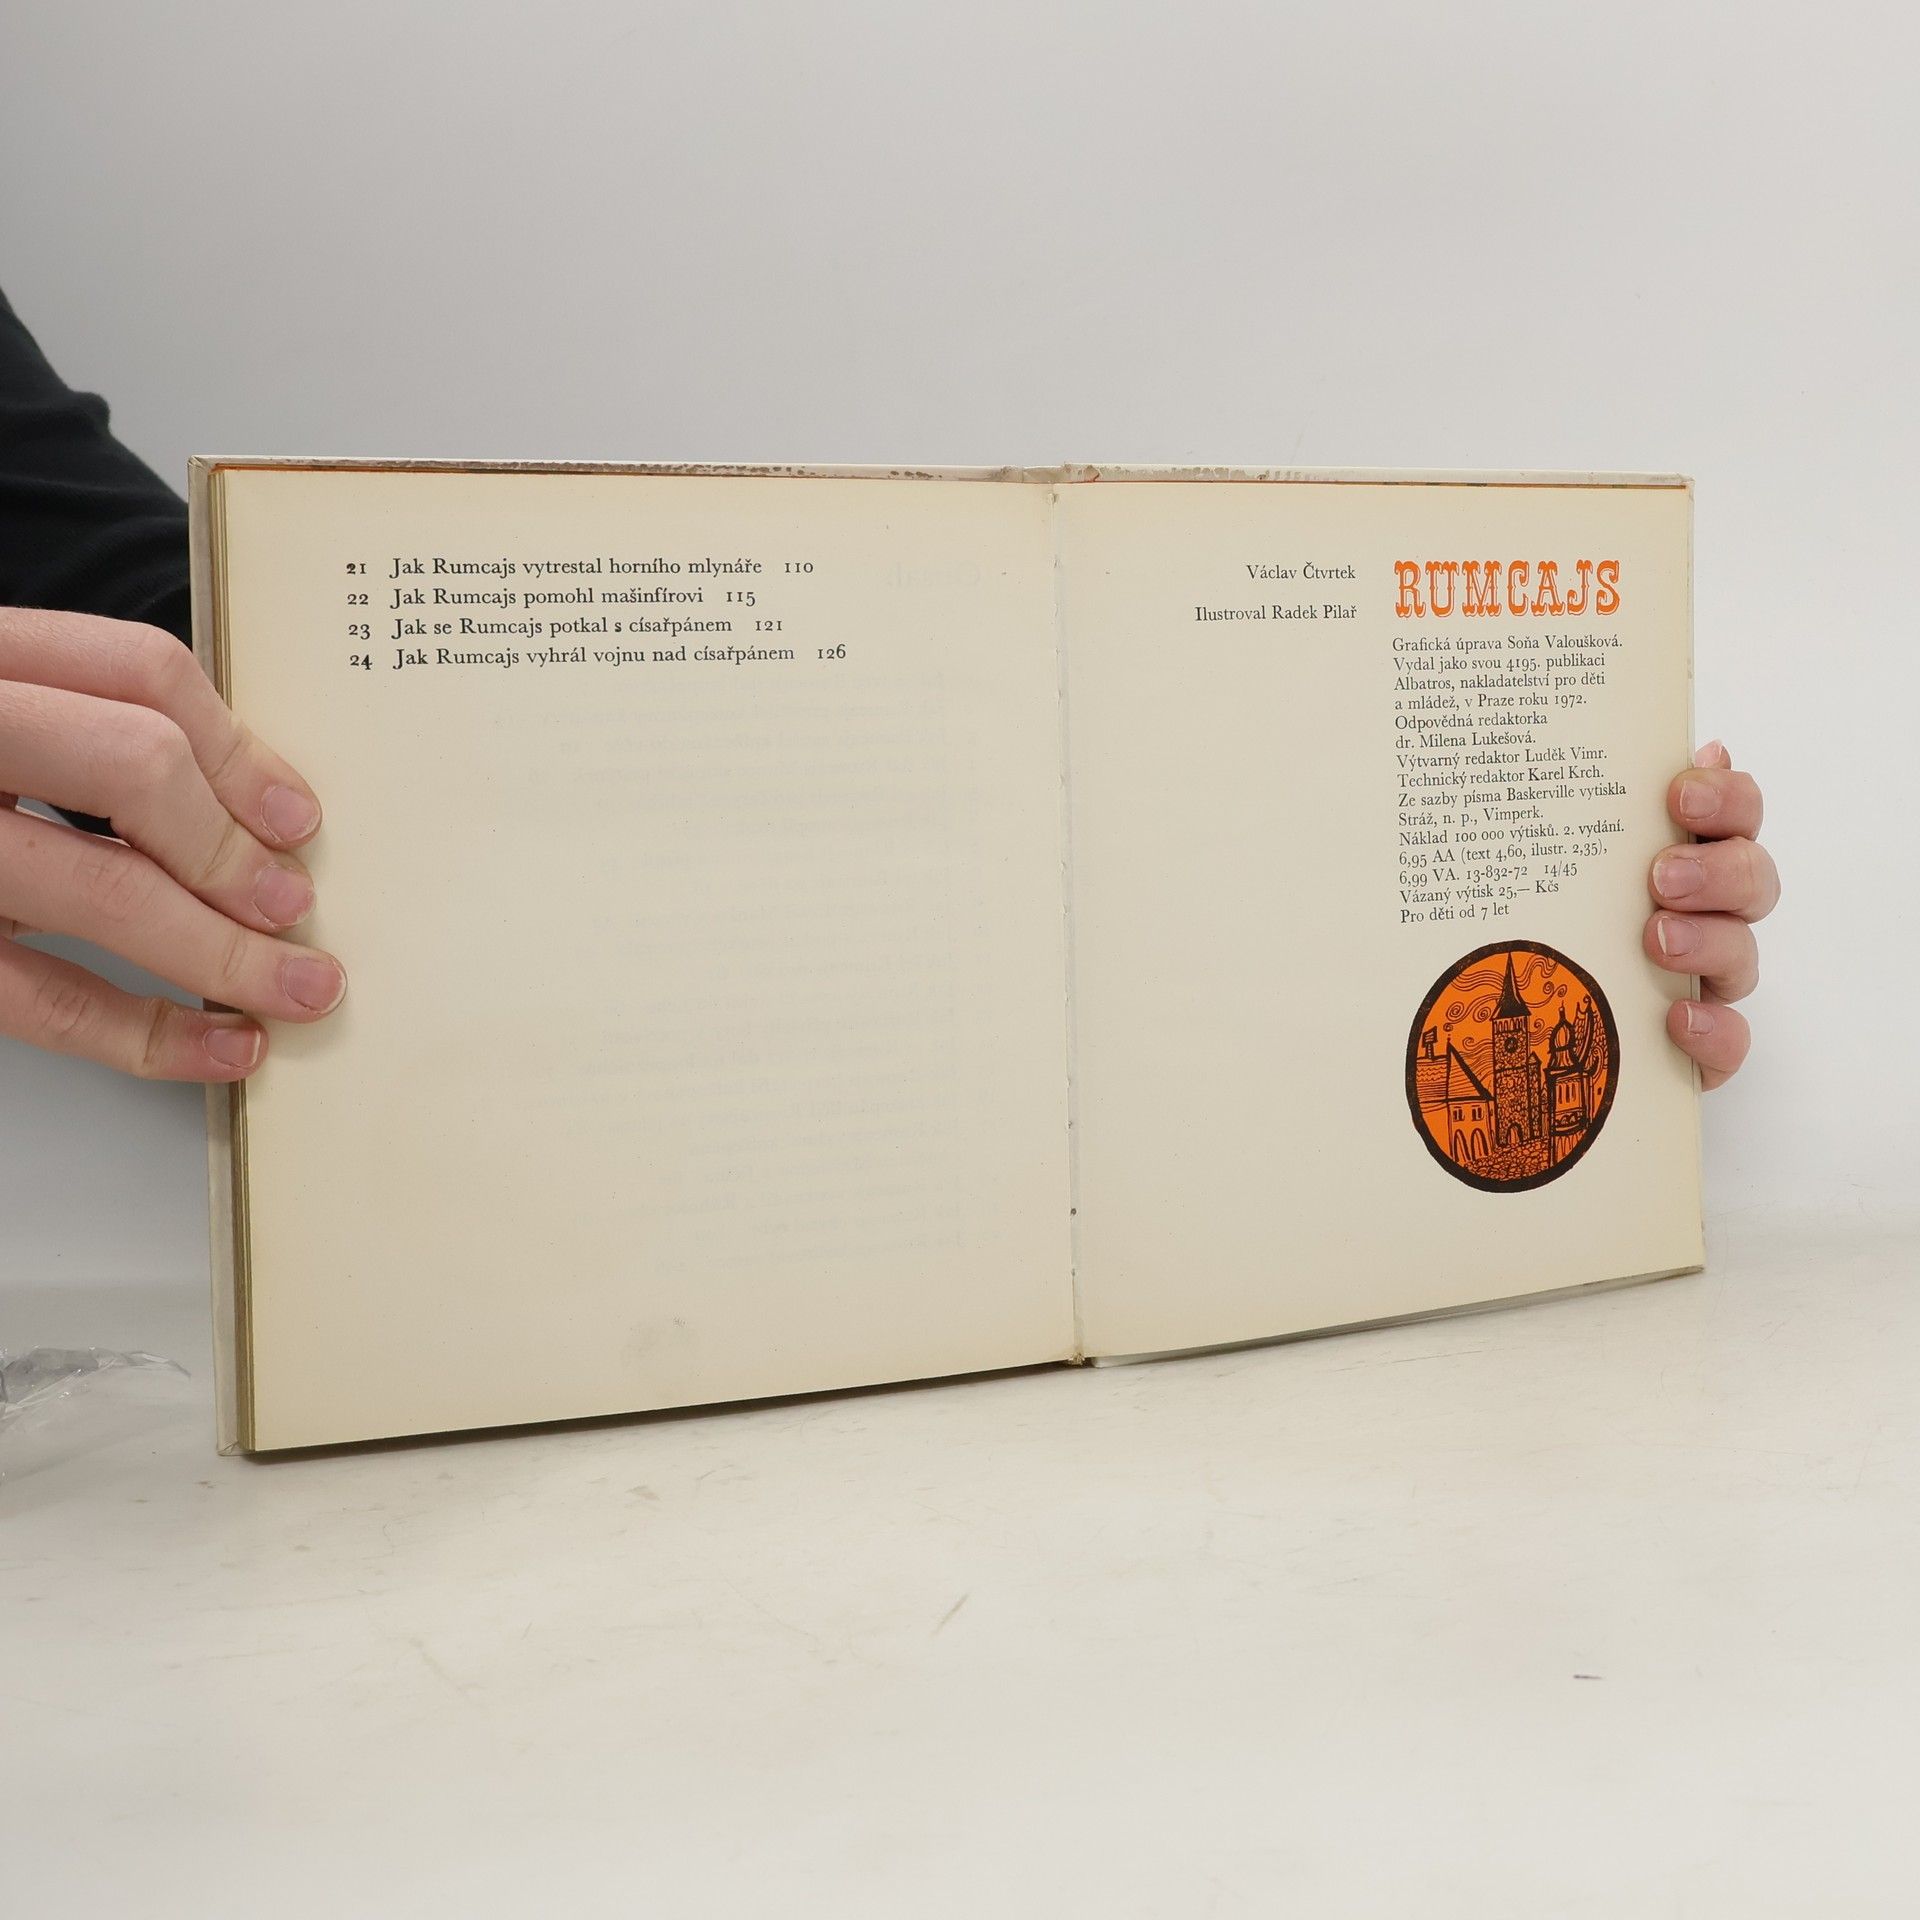 21 Jak Rumcajs vytrestal horního mlynáře 110
22 Jak Rumcajs pomohl mašinfírovi 115
23 Jak se Rumcajs potkal s císařpánem 121
24 Jak Rumcajs vyhrál vojnu nad císařpánem 126
Václav Čtvrtek
Ilustroval Radek Pilař
RUMCAJS
Grafická úprava Soňa Valoušková.
Vydal jako svou 4195. publikaci
Albatros, nakladatelství pro děti
a mládež, v Praze roku 1972.
Odpovědná redaktorka
dr. Milena Lukešová.
Výtvarný redaktor Luděk Vimr.
Technický redaktor Karel Krch.
Ze sazby písma Baskerville vytiskla
Stráž, n. p., Vimperk.
Náklad 100 000 výtisků. 2. vydání.
6,95 AA (text 4,60, ilustr. 2,35),
6,99 VA. 13-832-72 14/45
Vázaný výtisk 25,— Kčs
Pro děti od 7 let